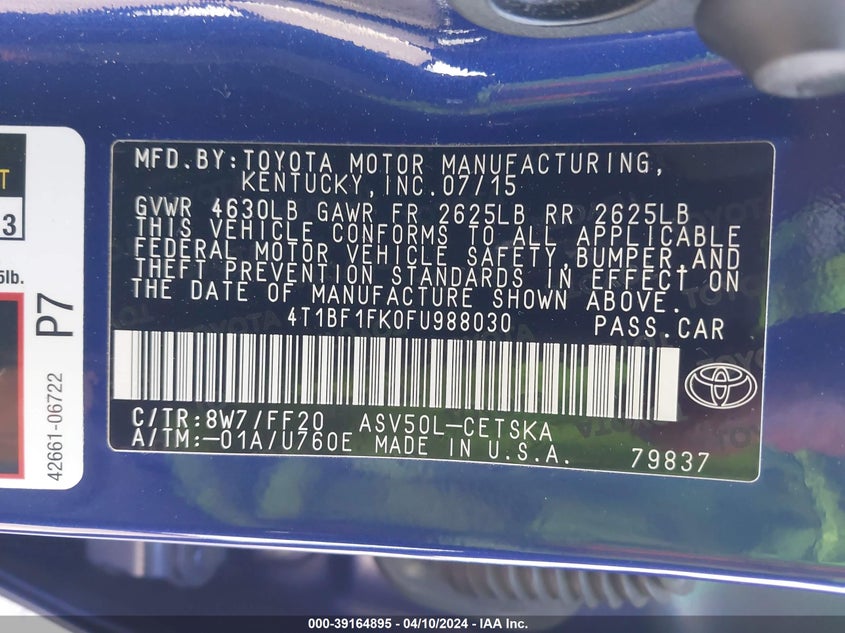 MFD.BY:TOYOTA MOTOR MANUFACTURING,
KENTUCKY,INC.07/15
GVWR 4630LB GAWR FR 2625LB RR 2625LB
THIS VEHICLE CONFORMS TO ALL APPLICABLE
FEDERAL MOTOR VEHICLE SAFETY,BUMPER,AND
THEFT PREVENTION STANDARDS IN EFFECT ON
THE DATE OF MANUFACTURE SHOWN ABOVE.
4T1BF1FK0FU988030 PASS.CAR
C/TR:8W7/FF20 ASV50L-CETSKA
A/TM:-01A/U760E MADE IN U.S.A. 79837
T
3
5lb.
P7
42661-06722
000-39164895 - 04/10/2024 - IAA Inc.